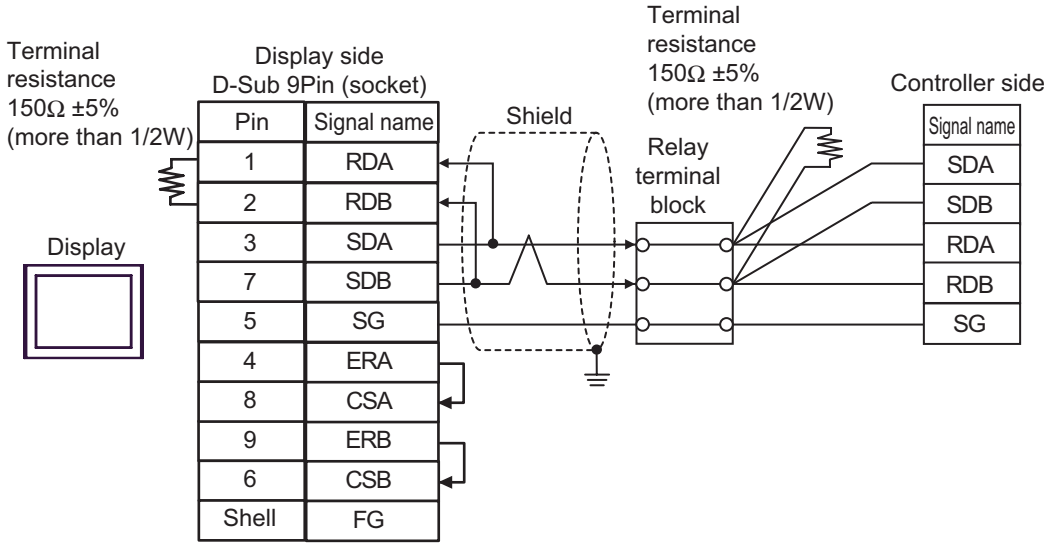 Terminal
resistance
150Ω ±5%
(more than 1/2W)
Display
Display side
D-Sub 9Pin (socket)
Pin Signal name
1 RDA
2 RDB
3 SDA
7 SDB
5 SG
4 ERA
8 CSA
9 ERB
6 CSB
Shell FG
Shield
Terminal
resistance
150Ω ±5%
(more than 1/2W)
Relay
terminal
block
Controller side
Signal name
SDA
SDB
RDA
RDB
SG